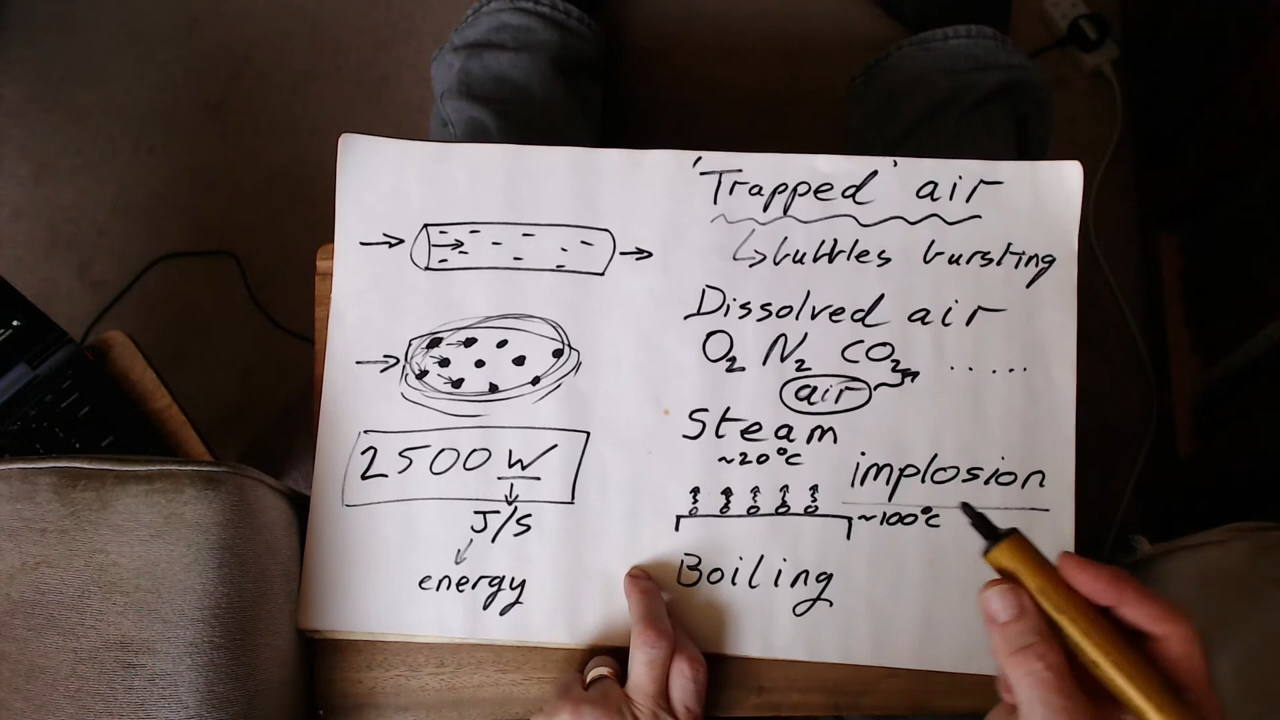 2500 W
J/S
energy
'Trapped' air
↳ bubbles bursting
Dissolved air
O₂ N₂ CO₂ .....
air
Steam
~20°C
implosion
~100°C
Boiling